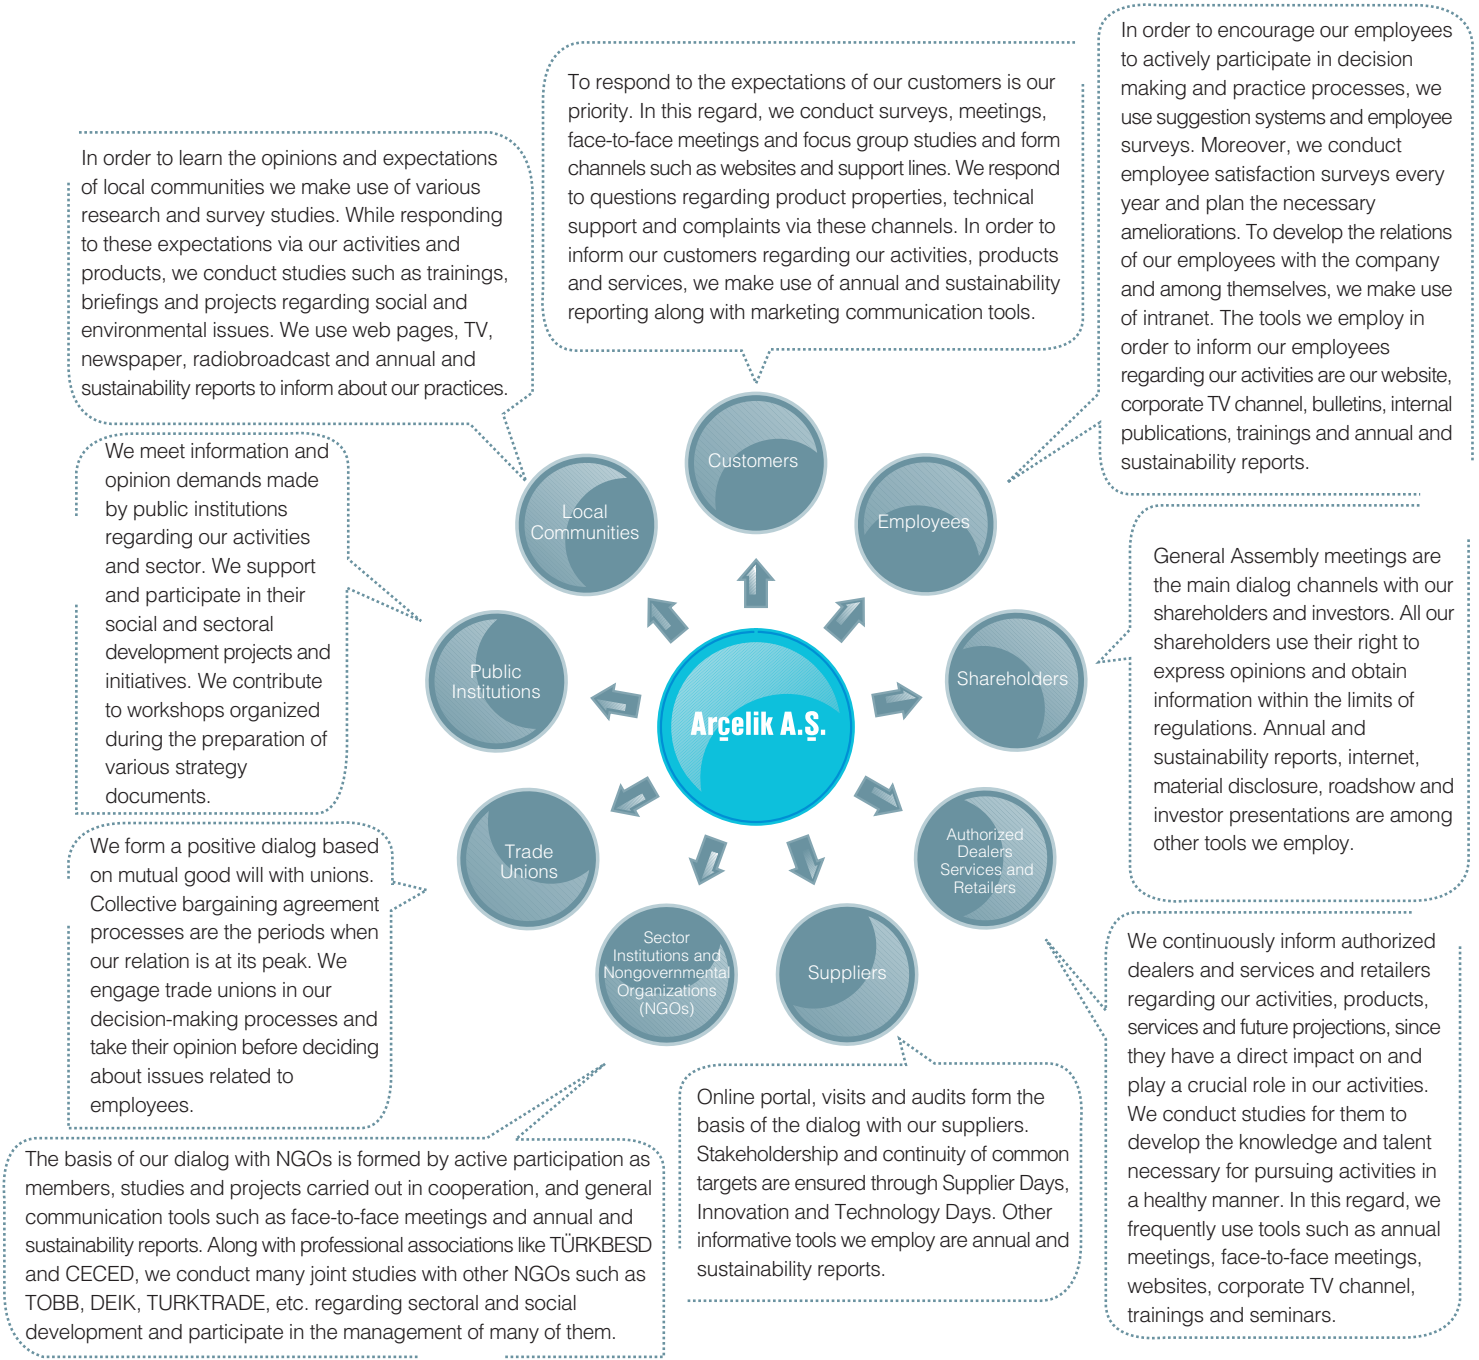 In order to encourage our employees
to actively participate in decision
making and practice processes, we
use suggestion systems and employee
surveys. Moreover, we conduct
employee satisfaction surveys every
year and plan the necessary
ameliorations. To develop the relations
of our employees with the company
and among themselves, we make use
of intranet. The tools we employ in
order to inform our employees
regarding our activities are our website,
corporate TV channel, bulletins, internal
publications, trainings and annual and
sustainability reports.
To respond to the expectations of our customers is our
priority. In this regard, we conduct surveys, meetings,
face-to-face meetings and focus group studies and form
channels such as websites and support lines. We respond
to questions regarding product properties, technical
support and complaints via these channels. In order to
inform our customers regarding our activities, products
and services, we make use of annual and sustainability
reporting along with marketing communication tools.
In order to learn the opinions and expectations
of local communities we make use of various
research and survey studies. While responding
to these expectations via our activities and
products, we conduct studies such as trainings,
briefings and projects regarding social and
environmental issues. We use web pages, TV,
newspaper, radiobroadcast and annual and
sustainability reports to inform about our practices.
We meet information and
opinion demands made
by public institutions
regarding our activities
and sector. We support
and participate in their
social and sectoral
development projects and
initiatives. We contribute
to workshops organized
during the preparation of
various strategy
documents.
Customers
Local
Communities
Employees
General Assembly meetings are
the main dialog channels with our
shareholders and investors. All our
shareholders use their right to
express opinions and obtain
information within the limits of
regulations. Annual and
sustainability reports, internet,
material disclosure, roadshow and
investor presentations are among
other tools we employ.
Public
Institutions
Shareholders
Arçelik A.Ş.
Trade
Unions
Authorized
Dealers
Services and
Retailers
We form a positive dialog based
on mutual good will with unions.
Collective bargaining agreement
processes are the periods when
our relation is at its peak. We
engage trade unions in our
decision-making processes and
take their opinion before deciding
about issues related to
employees.
Sector
Institutions and
Nongovernmental
Organizations
(NGOs)
Suppliers
We continuously inform authorized
dealers and services and retailers
regarding our activities, products,
services and future projections, since
they have a direct impact on and
play a crucial role in our activities.
We conduct studies for them to
develop the knowledge and talent
necessary for pursuing activities in
a healthy manner. In this regard, we
frequently use tools such as annual
meetings, face-to-face meetings,
websites, corporate TV channel,
trainings and seminars.
Online portal, visits and audits form the
basis of the dialog with our suppliers.
Stakeholdership and continuity of common
targets are ensured through Supplier Days,
Innovation and Technology Days. Other
informative tools we employ are annual and
sustainability reports.
The basis of our dialog with NGOs is formed by active participation as
members, studies and projects carried out in cooperation, and general
communication tools such as face-to-face meetings and annual and
sustainability reports. Along with professional associations like TÜRKBESD
and CECED, we conduct many joint studies with other NGOs such as
TOBB, DEIK, TURKTRADE, etc. regarding sectoral and social
development and participate in the management of many of them.